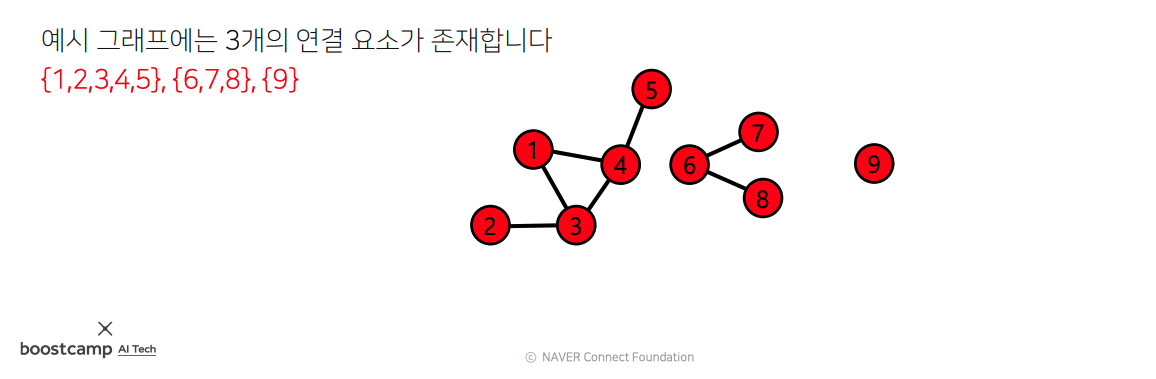 예시 그래프에는 3개의 연결 요소가 존재합니다
{1,2,3,4,5}, {6,7,8}, {9}
5
1
4
7
6
9
8
2
3
boostcamp AI Tech
ⓒ NAVER Connect Foundation